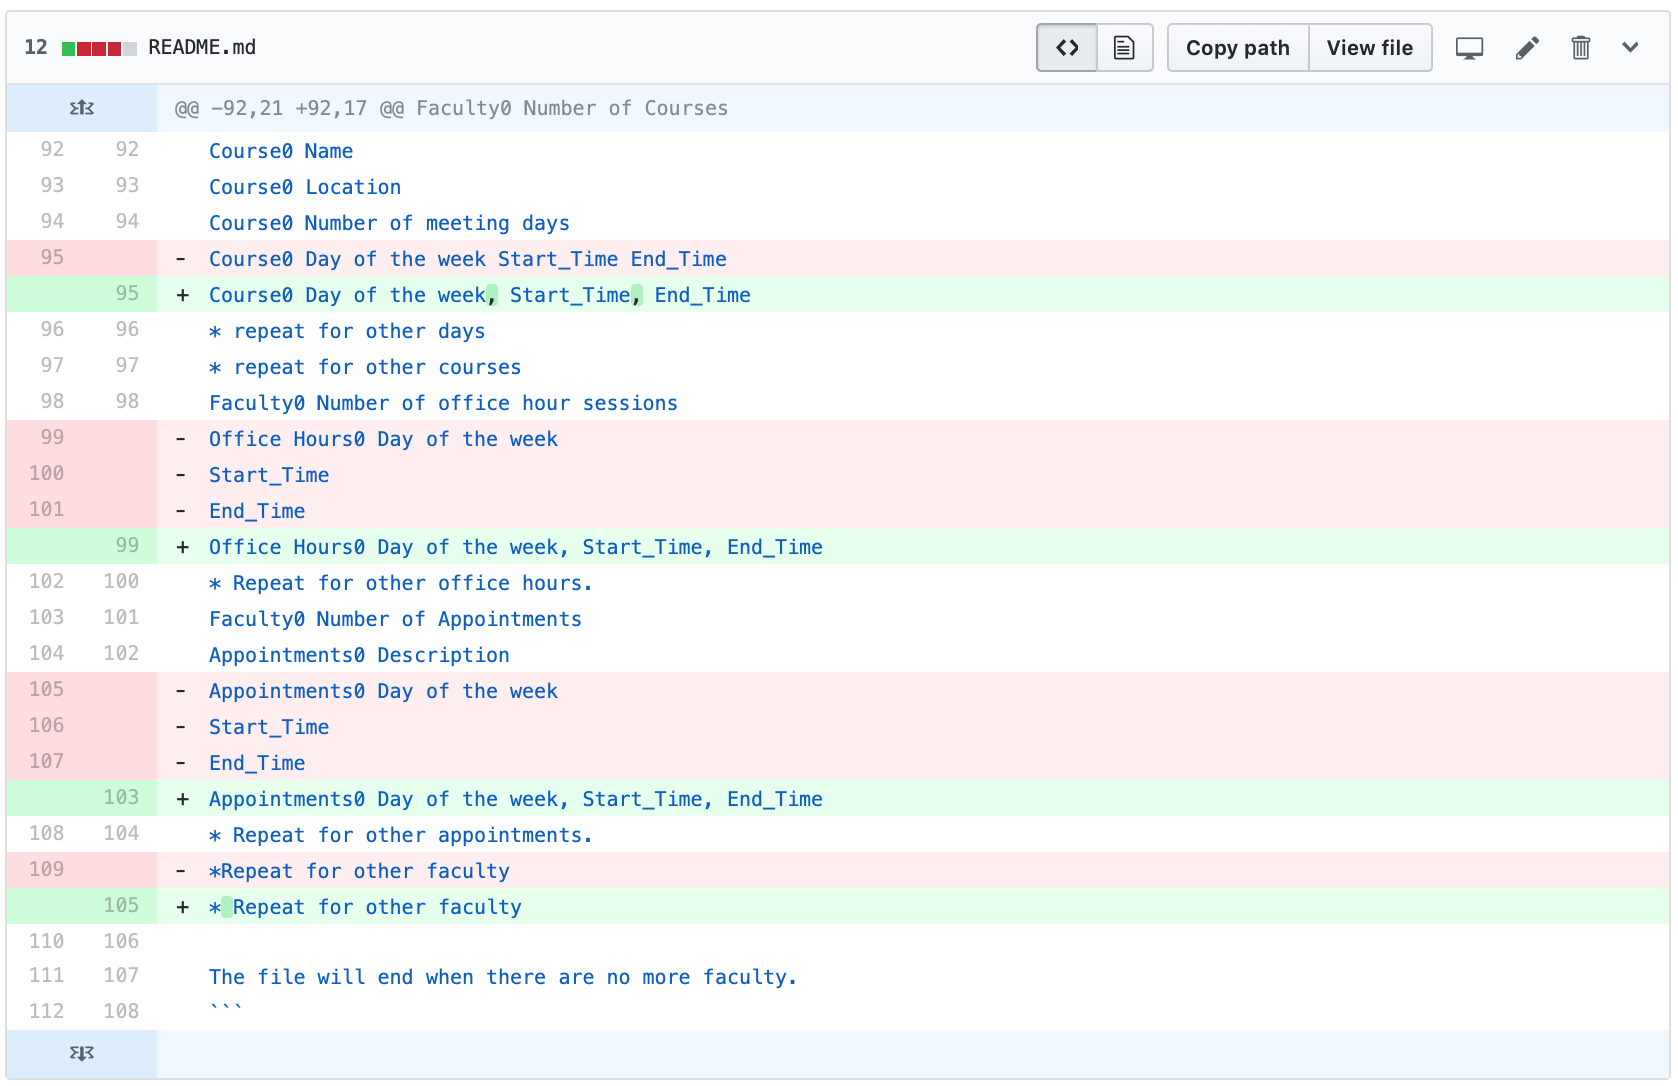 12 README.md Copy path View file
@@ -92,21 +92,17 @@ Faculty0 Number of Courses
92 92 Course0 Name
93 93 Course0 Location
94 94 Course0 Number of meeting days
95 - Course0 Day of the week Start_Time End_Time
95 + Course0 Day of the week, Start_Time, End_Time
96 96 * repeat for other days
97 97 * repeat for other courses
98 98 Faculty0 Number of office hour sessions
99 - Office Hours0 Day of the week
100 - Start_Time
101 - End_Time
99 + Office Hours0 Day of the week, Start_Time, End_Time
102 100 * Repeat for other office hours.
103 101 Faculty0 Number of Appointments
104 102 Appointments0 Description
105 - Appointments0 Day of the week
106 - Start_Time
107 - End_Time
103 + Appointments0 Day of the week, Start_Time, End_Time
108 104 * Repeat for other appointments.
109 - *Repeat for other faculty
105 + * Repeat for other faculty
110 106
111 107 The file will end when there are no more faculty.
112 108 ```